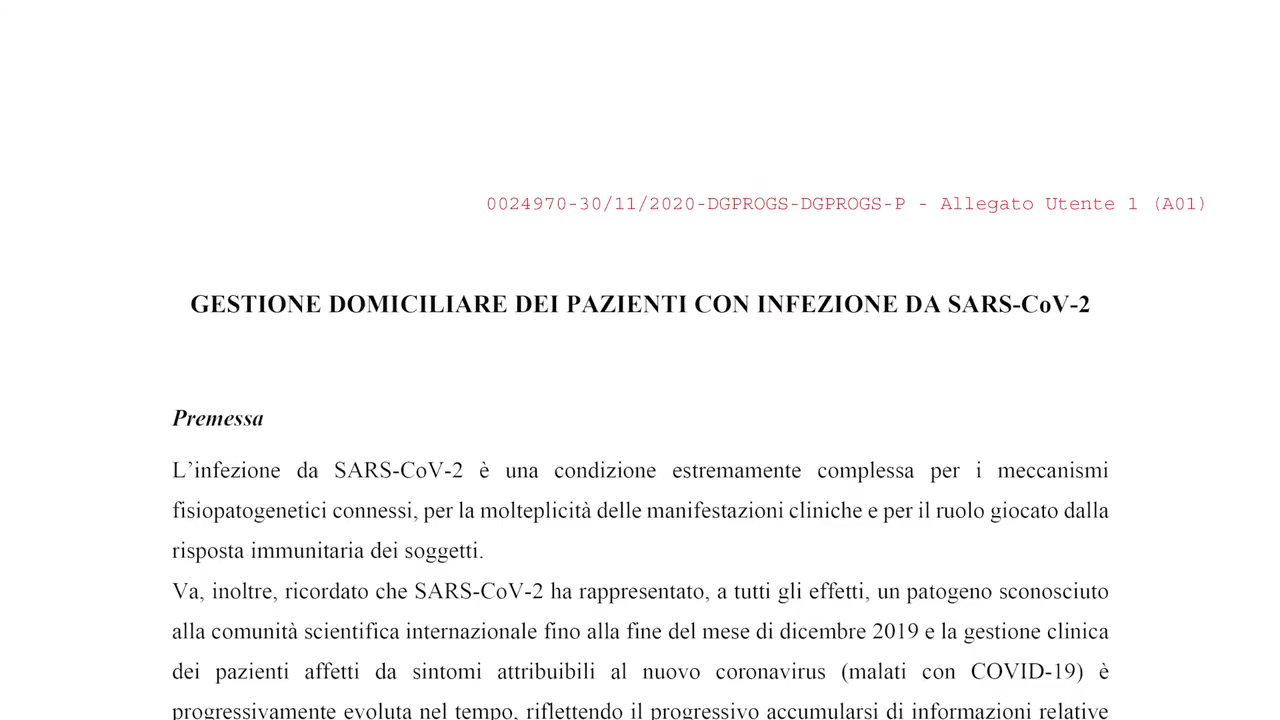 0024970-30/11/2020-DGPROGS-DGPROGS-P - Allegato Utente 1 (A01)
GESTIONE DOMICILIARE DEI PAZIENTI CON INFEZIONE DA SARS-CoV-2
Premessa
L’infezione da SARS-CoV-2 è una condizione estremamente complessa per i meccanismi
fisiopatogenetici connessi, per la molteplicità delle manifestazioni cliniche e per il ruolo giocato dalla
risposta immunitaria dei soggetti.
Va, inoltre, ricordato che SARS-CoV-2 ha rappresentato, a tutti gli effetti, un patogeno sconosciuto
alla comunità scientifica internazionale fino alla fine del mese di dicembre 2019 e la gestione clinica
dei pazienti affetti da sintomi attribuibili al nuovo coronavirus (malati con COVID-19) è
progressivamente evoluta nel tempo, riflettendo il progressivo accumularsi di informazioni relative